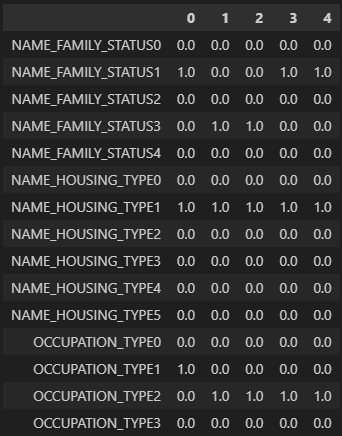 0 1 2 3 4
NAME_FAMILY_STATUS0 0.0 0.0 0.0 0.0 0.0
NAME_FAMILY_STATUS1 1.0 0.0 0.0 1.0 1.0
NAME_FAMILY_STATUS2 0.0 0.0 0.0 0.0 0.0
NAME_FAMILY_STATUS3 0.0 1.0 1.0 0.0 0.0
NAME_FAMILY_STATUS4 0.0 0.0 0.0 0.0 0.0
NAME_HOUSING_TYPE0 0.0 0.0 0.0 0.0 0.0
NAME_HOUSING_TYPE1 1.0 1.0 1.0 1.0 1.0
NAME_HOUSING_TYPE2 0.0 0.0 0.0 0.0 0.0
NAME_HOUSING_TYPE3 0.0 0.0 0.0 0.0 0.0
NAME_HOUSING_TYPE4 0.0 0.0 0.0 0.0 0.0
NAME_HOUSING_TYPE5 0.0 0.0 0.0 0.0 0.0
OCCUPATION_TYPE0 0.0 0.0 0.0 0.0 0.0
OCCUPATION_TYPE1 1.0 0.0 0.0 0.0 0.0
OCCUPATION_TYPE2 0.0 1.0 1.0 1.0 1.0
OCCUPATION_TYPE3 0.0 0.0 0.0 0.0 0.0